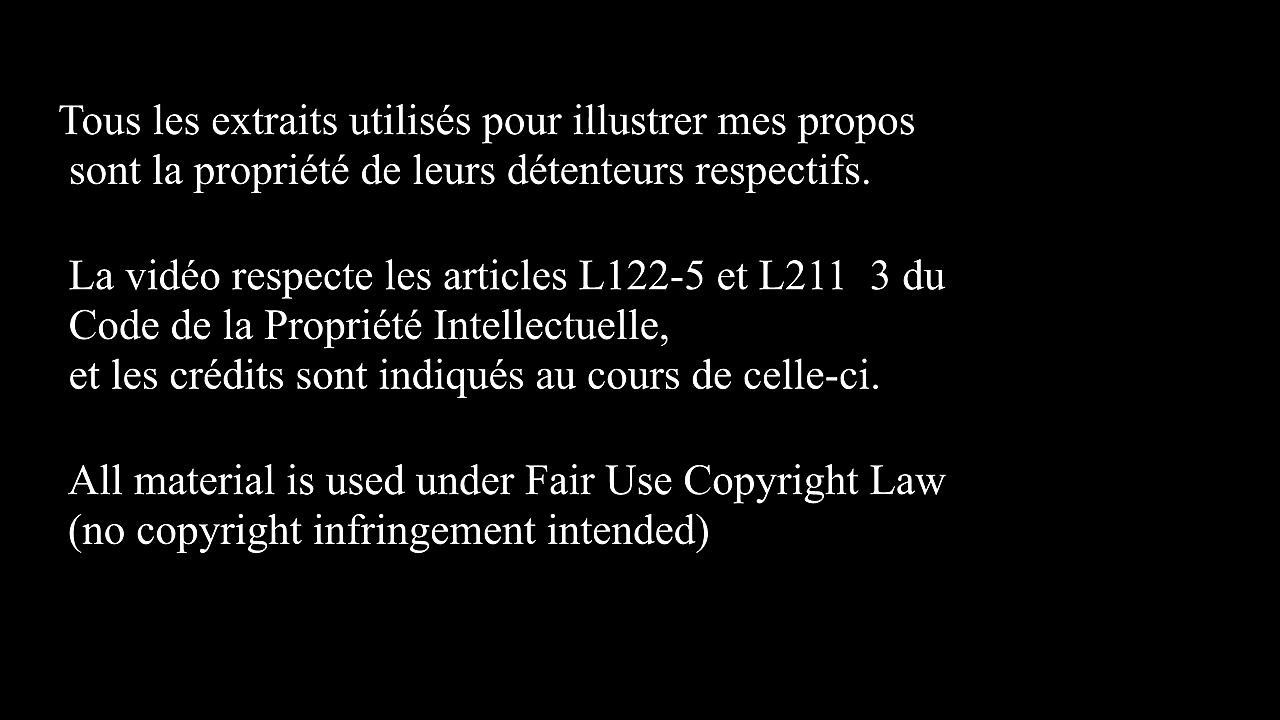 Tous les extraits utilisés pour illustrer mes propos
sont la propriété de leurs détenteurs respectifs.
La vidéo respecte les articles L122-5 et L211  3 du
Code de la Propriété Intellectuelle,
et les crédits sont indiqués au cours de celle-ci.
All material is used under Fair Use Copyright Law
(no copyright infringement intended)